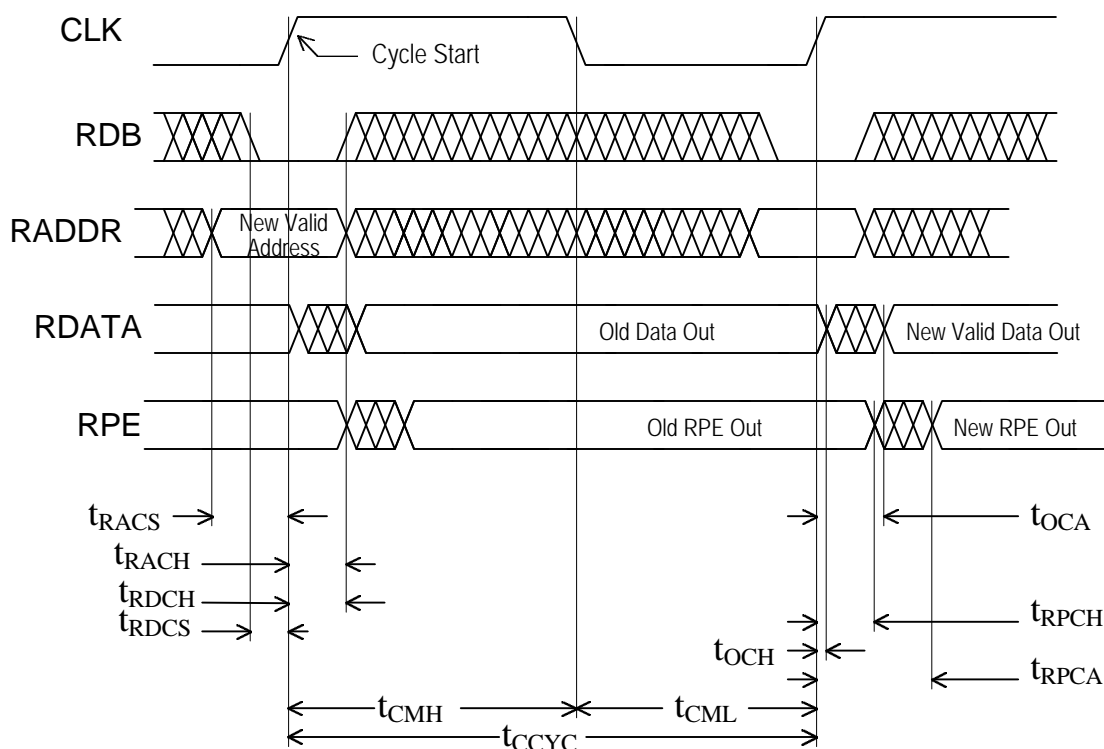 CLK
Cycle Start
RDB
RADDR
New Valid
Address
RDATA
Old Data Out
New Valid Data Out
RPE
Old RPE Out
New RPE Out
tRACS
tOCA
tRACH
tRDCH
tRPCH
tRDCS
tOCH
tRPCA
tCMH
tCML
tCCYC